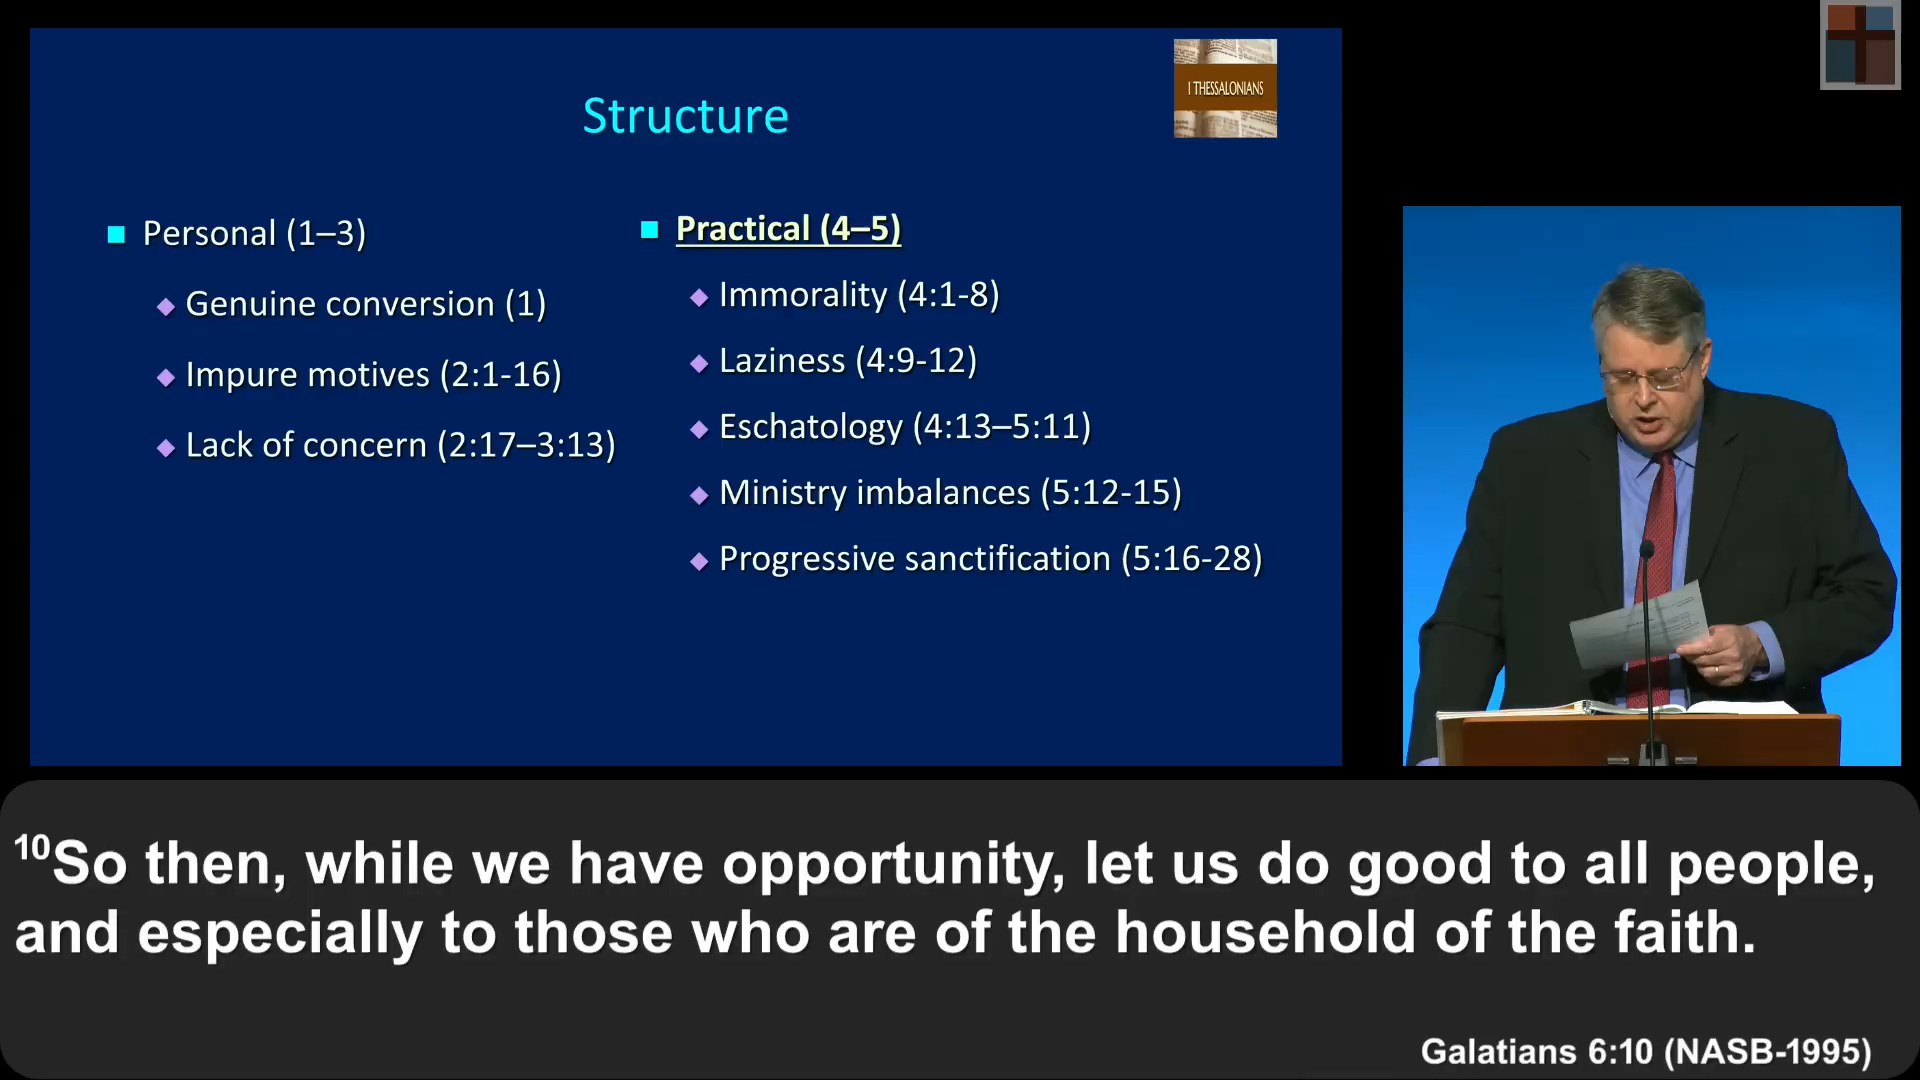 Structure
I THESSALONIANS
Personal (1–3)
Genuine conversion (1)
Impure motives (2:1-16)
Lack of concern (2:17–3:13)
Practical (4–5)
Immorality (4:1-8)
Laziness (4:9-12)
Eschatology (4:13–5:11)
Ministry imbalances (5:12-15)
Progressive sanctification (5:16-28)
10So then, while we have opportunity, let us do good to all people,
and especially to those who are of the household of the faith.
Galatians 6:10 (NASB-1995)